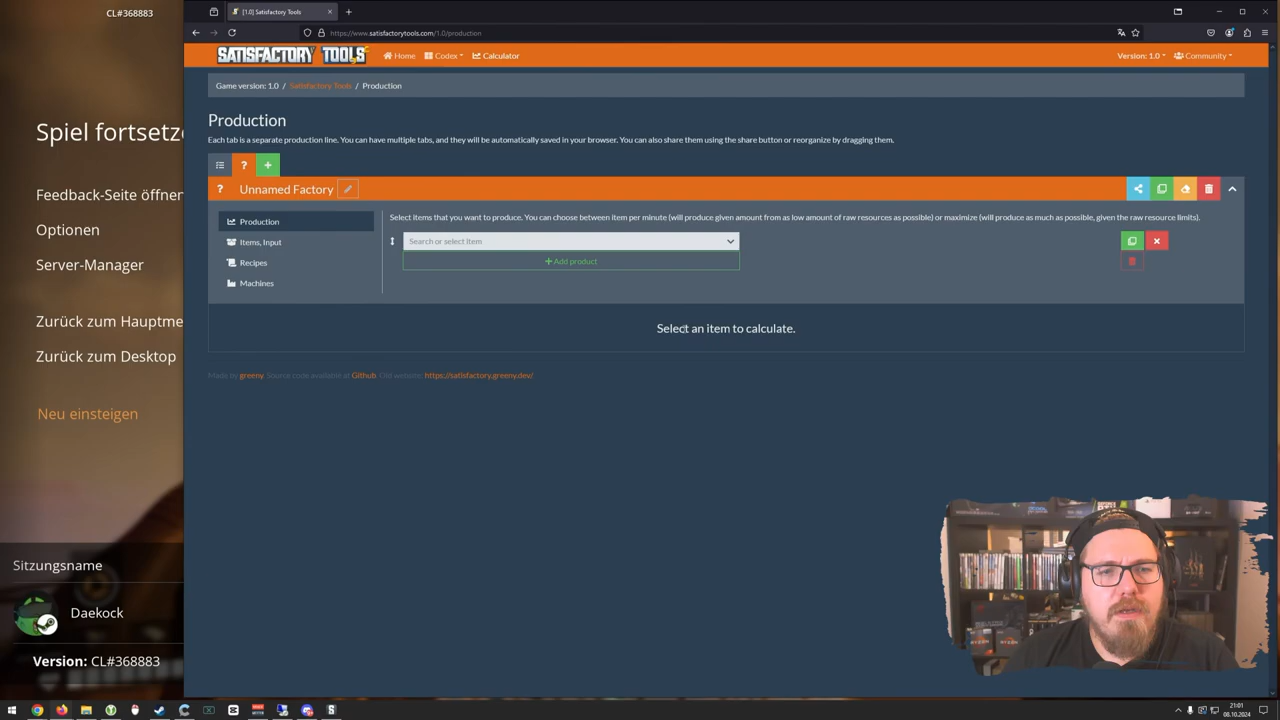 CL#368883
Spiel fortsetze
Feedback-Seite öffnen
Optionen
Server-Manager
Zurück zum Hauptme
Zurück zum Desktop
Neu einsteigen
Sitzungsname
Daekock
Version: CL#368883
[1.0] Satisfactory Tools
https://www.satisfactorytools.com/1.0/production
SATISFACTORY TOOLS
Home
Codex
Calculator
Version: 1.0
Community
Game version: 1.0 / Satisfactory Tools / Production
Production
Each tab is a separate production line. You can have multiple tabs, and they will be automatically saved in your browser. You can also share them using the share button or reorganize by dragging them.
? +
? Unnamed Factory
Production
Items, Input
Recipes
Machines
Select items that you want to produce. You can choose between item per minute (will produce given amount from as low amount of raw resources as possible) or maximize (will produce as much as possible, given the raw resource limits).
Search or select item
+ Add product
Select an item to calculate.
Made by greeny. Source code available at Github. Old website: https://satisfactory.greeny.dev/
21:01
08.10.2024